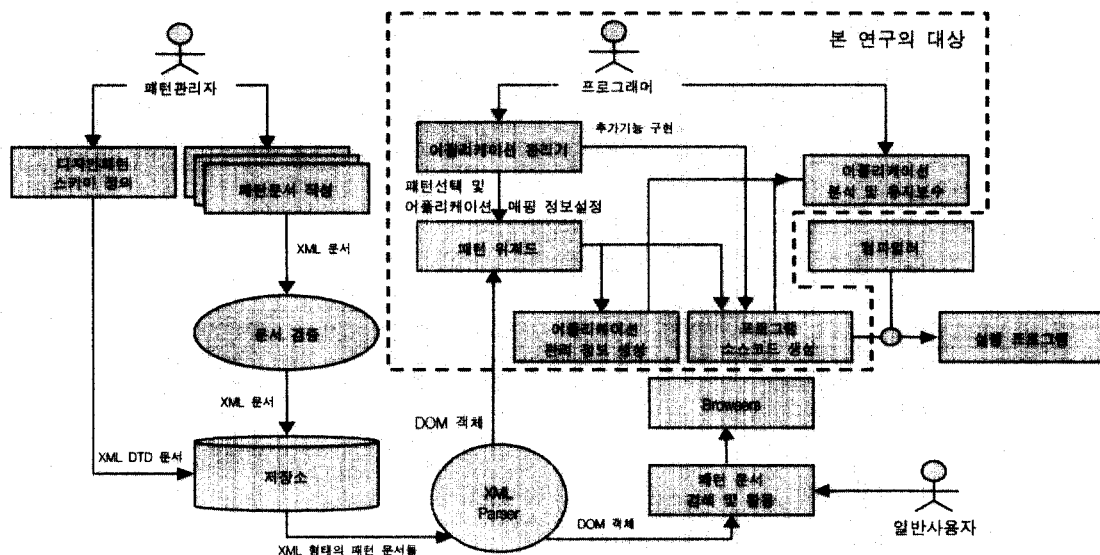 본 연구의 대상
패턴관리자
프로그래머
추가기능 구현
어플리케이션 관리기
디자인패턴
스키마 정의
패턴문서 작성
어플리케이션
분석 및 유지보수
패턴선택 및
어플리케이션 매핑 정보설정
XML 문서
패턴 위저드
컴파일러
문서 검증
어플리케이션
관리 정보 생성
프로그램
소스코드 생성
실행 프로그램
XML 문서
DOM 객체
Browsers
XML DTD 문서
저장소
XML
Parser
패턴 문서
검색 및 활용
DOM 객체
일반사용자
XML 형태의 패턴 문서들